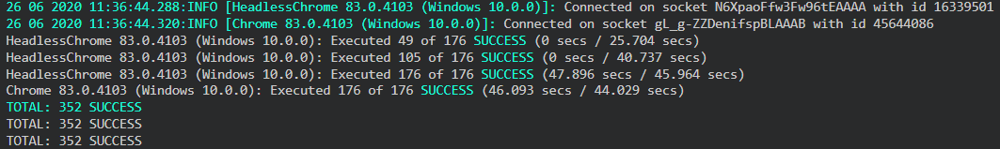 26 06 2020 11:36:44.288:INFO [HeadlessChrome 83.0.4103 (Windows 10.0.0)]: Connected on socket N6XpaoFfw3Fw96tEAAAA with id 16339501
26 06 2020 11:36:44.320:INFO [Chrome 83.0.4103 (Windows 10.0.0)]: Connected on socket gL_g-ZZDenifspBLAAAB with id 45644086
HeadlessChrome 83.0.4103 (Windows 10.0.0): Executed 49 of 176 SUCCESS (0 secs / 25.704 secs)
HeadlessChrome 83.0.4103 (Windows 10.0.0): Executed 105 of 176 SUCCESS (0 secs / 40.737 secs)
HeadlessChrome 83.0.4103 (Windows 10.0.0): Executed 176 of 176 SUCCESS (47.896 secs / 45.964 secs)
Chrome 83.0.4103 (Windows 10.0.0): Executed 176 of 176 SUCCESS (46.093 secs / 44.029 secs)
TOTAL: 352 SUCCESS
TOTAL: 352 SUCCESS
TOTAL: 352 SUCCESS